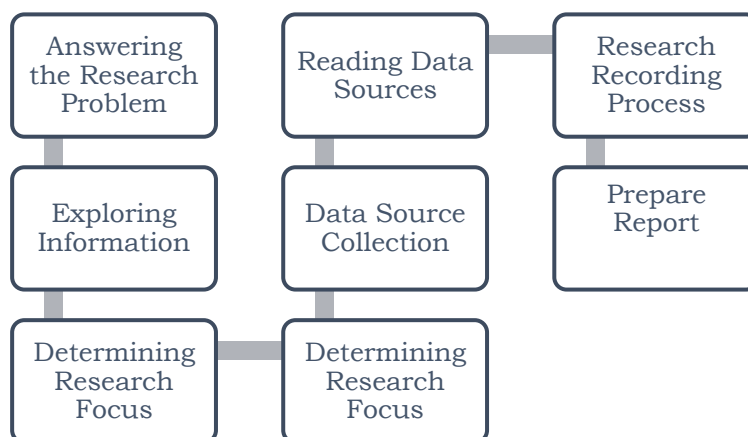 Answering
the Research
Problem
Exploring
Information
Determining
Research
Focus
Determining
Research
Focus
Data Source
Collection
Reading Data
Sources
Research
Recording
Process
Prepare
Report